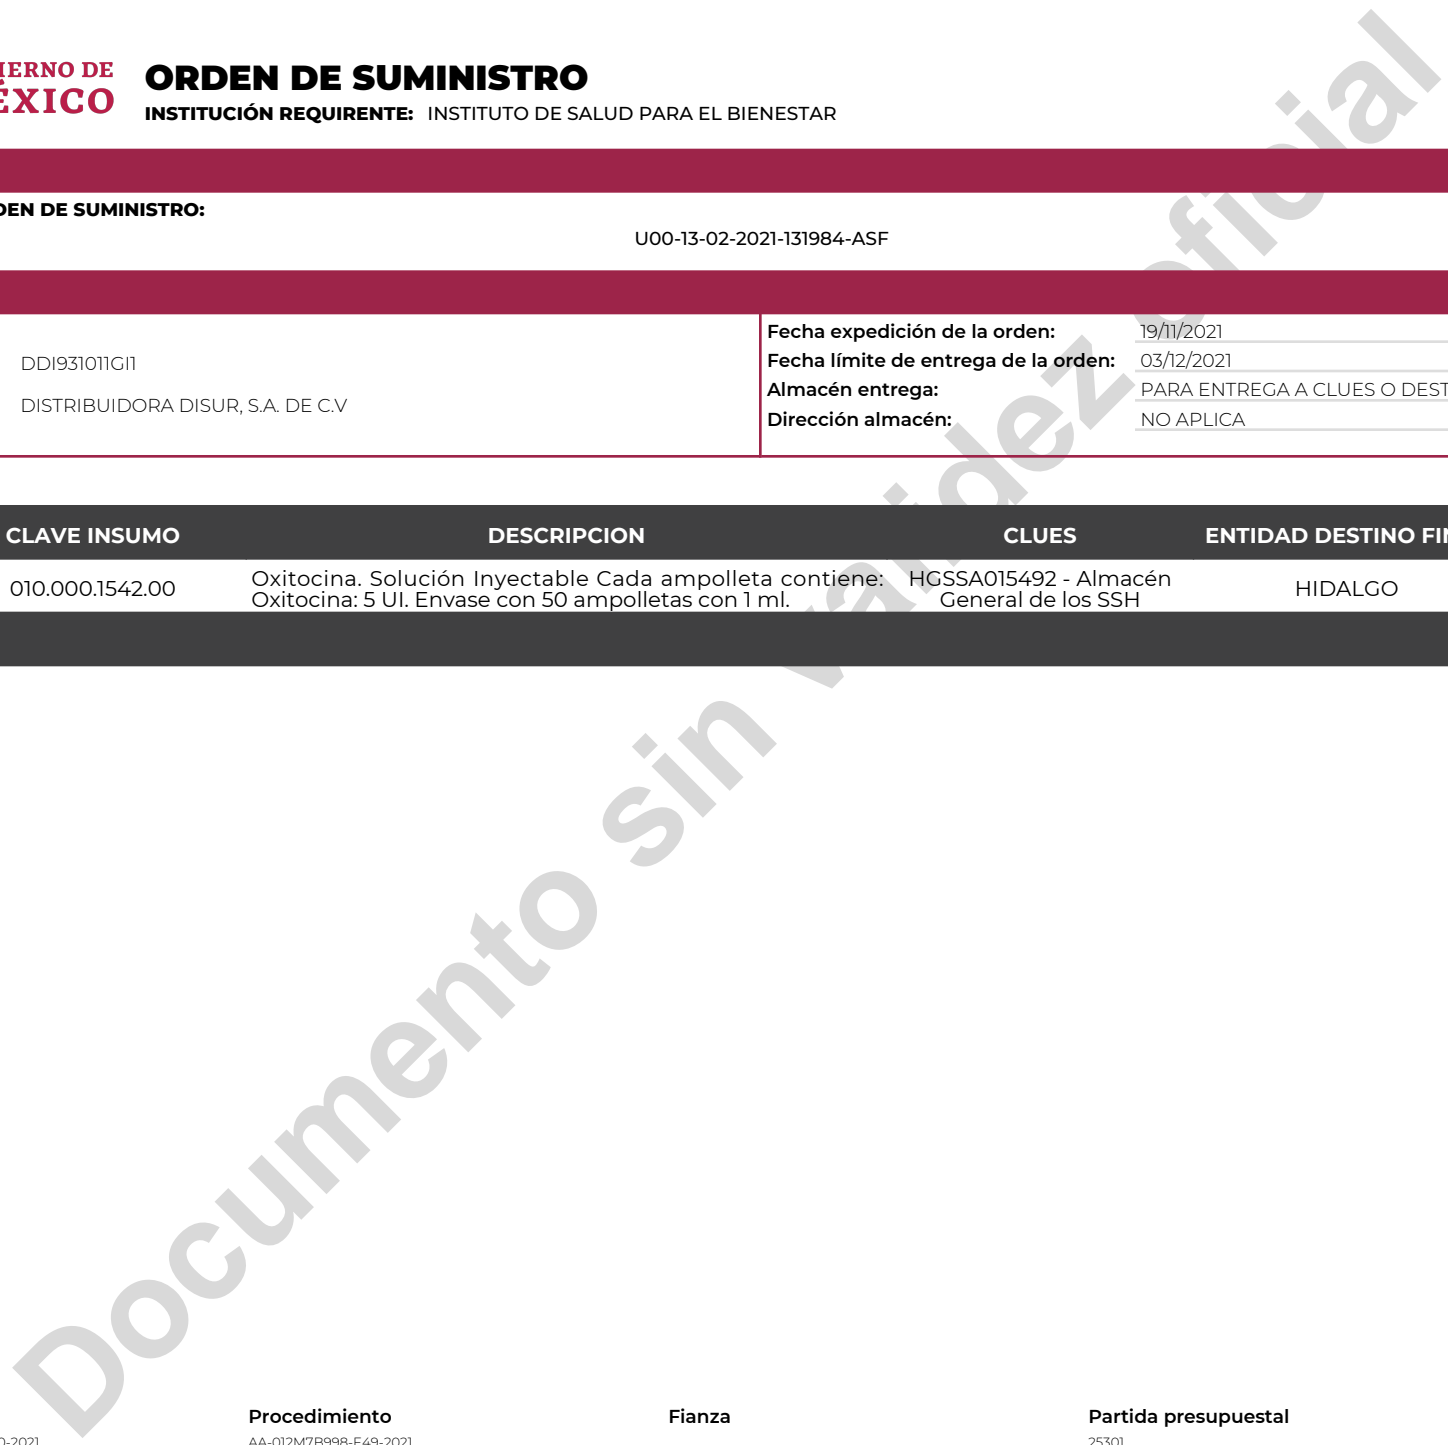 ORDEN DE SUMINISTRO
INSTITUCIÓN REQUIRENTE: INSTITUTO DE SALUD PARA EL BIENESTAR
IERNO DE
ÉXICO
DEN DE SUMINISTRO:
U00-13-02-2021-131984-ASF
DDI931011GI1
DISTRIBUIDORA DISUR, S.A. DE C.V
Fecha expedición de la orden: 19/11/2021
Fecha límite de entrega de la orden: 03/12/2021
Almacén entrega: PARA ENTREGA A CLUES O DEST
Dirección almacén: NO APLICA
CLAVE INSUMO DESCRIPCION CLUES ENTIDAD DESTINO FIN
010.000.1542.00
Oxitocina. Solución Inyectable Cada ampolleta contiene:
Oxitocina: 5 UI. Envase con 50 ampolletas con 1 ml.
HGSSA015492 - Almacén
General de los SSH
HIDALGO
Documento sin validez oficial
Procedimiento Fianza Partida presupuestal
0-2021 AA-012M7B998-E49-2021 25301